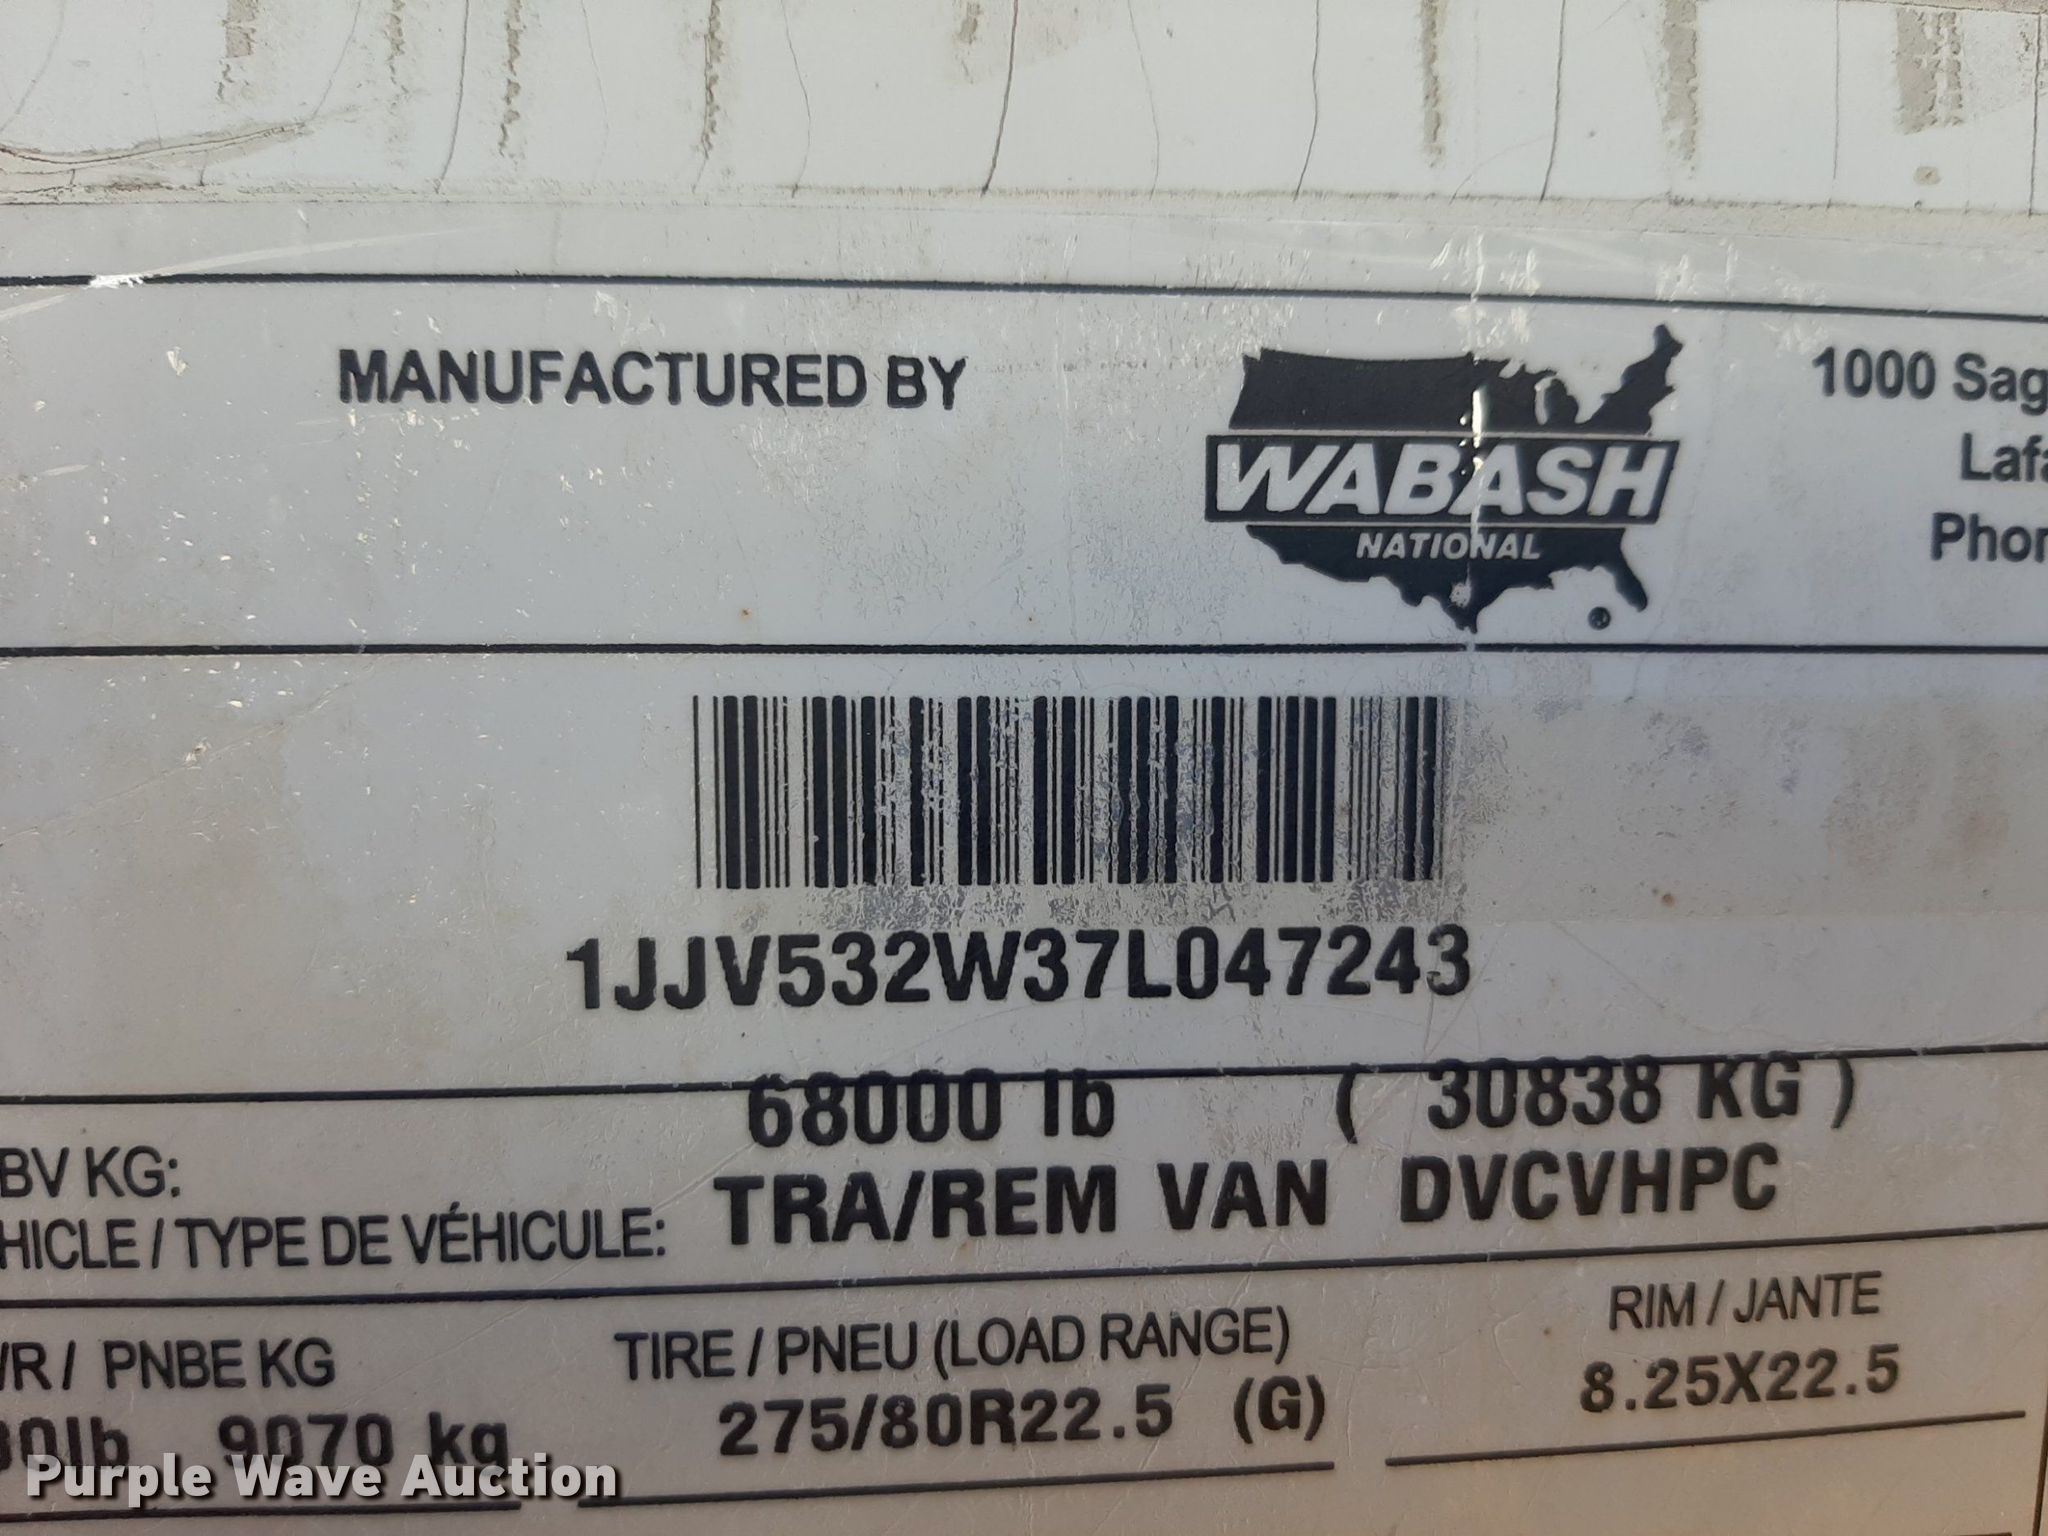 MANUFACTURED BY
WABASH
NATIONAL
®
1000 Sag
Lafa
Phon
1JJV532W37L047243
68000 lb ( 30838 KG )
BV KG:
HICLE / TYPE DE VÉHICULE: TRA/REM VAN DVCVHPC
VR / PNBE KG
TIRE / PNEU (LOAD RANGE)
RIM / JANTE
00lb 9070 kg
275/80R22.5 (G)
8.25X22.5
Purple Wave Auction